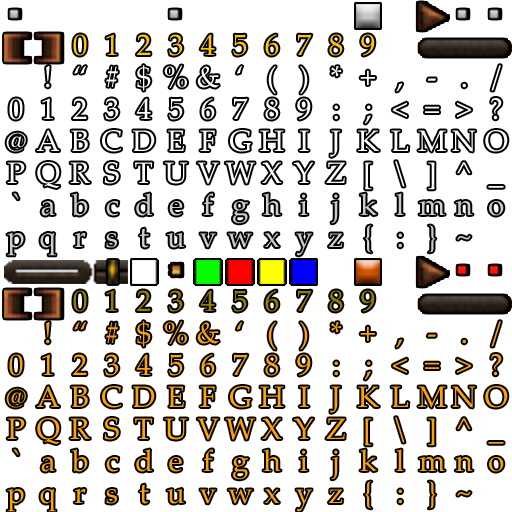 0 1 2 3 4 5 6 7 8 9
! “ # $ % & ‘ ( ) * + , - . /
0 1 2 3 4 5 6 7 8 9 : ; < = > ?
@ A B C D E F G H I J K L M N O
P Q R S T U V W X Y Z [ \ ] ^ _
` a b c d e f g h i j k l m n o
p q r s t u v w x y z { : } ~
0 1 2 3 4 5 6 7 8 9
! “ # $ % & ‘ ( ) * + , - . /
0 1 2 3 4 5 6 7 8 9 : ; < = > ?
@ A B C D E F G H I J K L M N O
P Q R S T U V W X Y Z [ \ ] ^ _
` a b c d e f g h i j k l m n o
p q r s t u v w x y z { : } ~